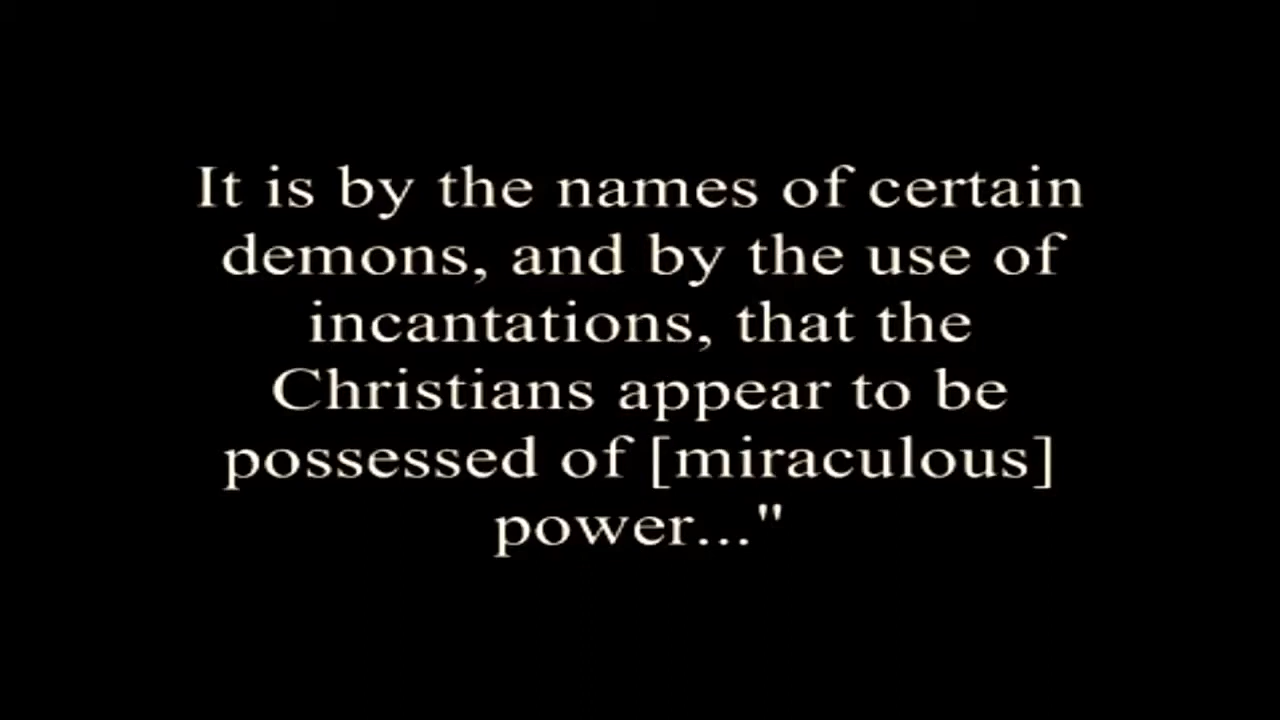 It is by the names of certain
demons, and by the use of
incantations, that the
Christians appear to be
possessed of [miraculous]
power..."